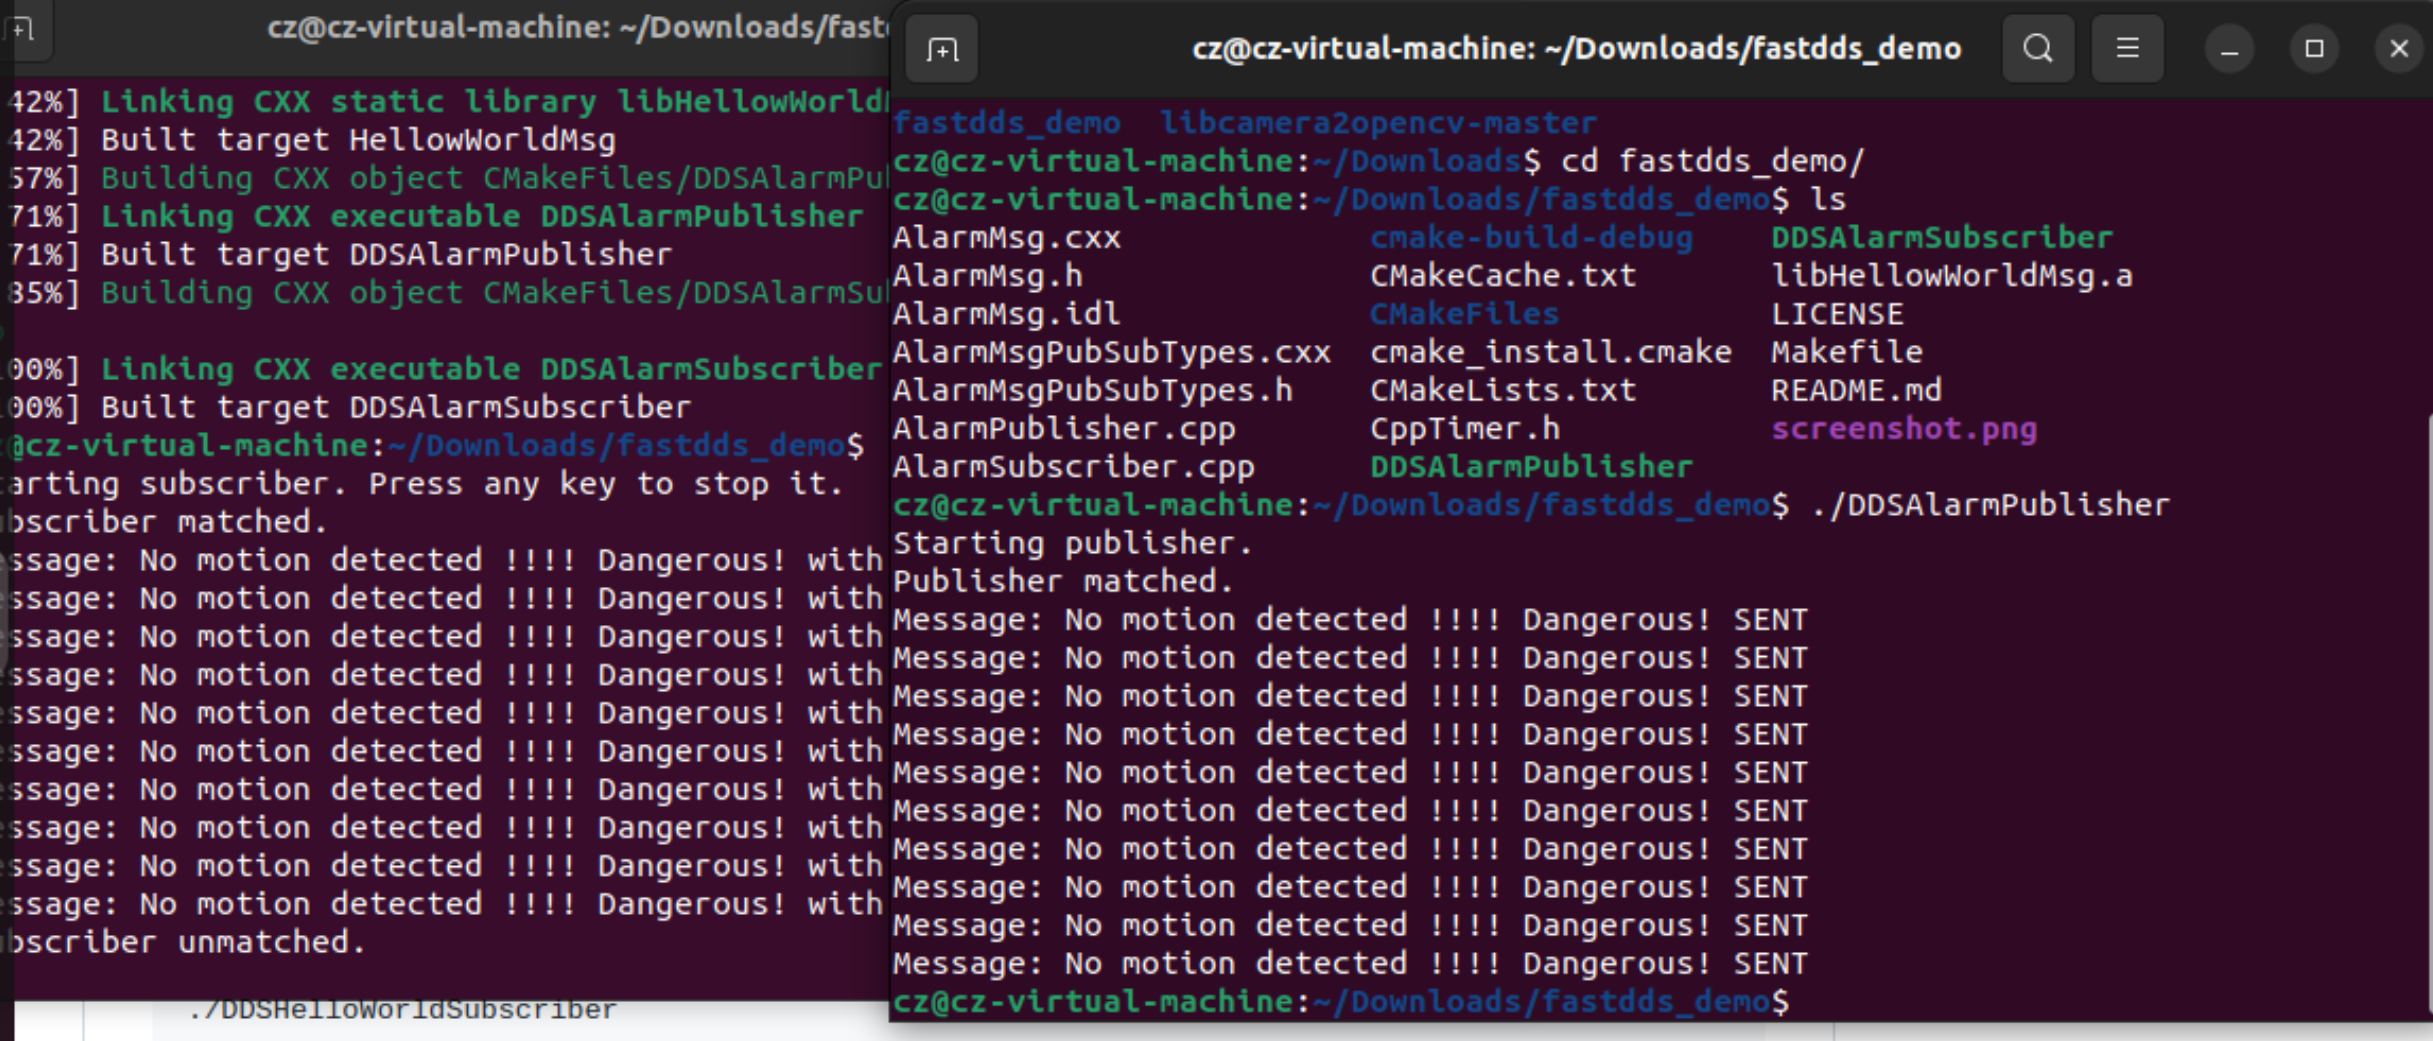 cz@cz-virtual-machine: ~/Downloads/fast
42%] Linking CXX static library libHellowWorld
42%] Built target HellowWorldMsg
57%] Building CXX object CMakeFiles/DDSAlarmPu
71%] Linking CXX executable DDSAlarmPublisher
71%] Built target DDSAlarmPublisher
85%] Building CXX object CMakeFiles/DDSAlarmSu
00%] Linking CXX executable DDSAlarmSubscriber
00%] Built target DDSAlarmSubscriber
@cz-virtual-machine:~/Downloads/fastdds_demo$
arting subscriber. Press any key to stop it.
bscriber matched.
ssage: No motion detected !!!! Dangerous! with
ssage: No motion detected !!!! Dangerous! with
ssage: No motion detected !!!! Dangerous! with
ssage: No motion detected !!!! Dangerous! with
ssage: No motion detected !!!! Dangerous! with
ssage: No motion detected !!!! Dangerous! with
ssage: No motion detected !!!! Dangerous! with
ssage: No motion detected !!!! Dangerous! with
ssage: No motion detected !!!! Dangerous! with
ssage: No motion detected !!!! Dangerous! with
bscriber unmatched.
./DDSHelloWorldSubscriber
cz@cz-virtual-machine: ~/Downloads/fastdds_demo
fastdds_demo libcamera2opencv-master
cz@cz-virtual-machine:~/Downloads$ cd fastdds_demo/
cz@cz-virtual-machine:~/Downloads/fastdds_demo$ ls
AlarmMsg.cxx cmake-build-debug DDSAlarmSubscriber
AlarmMsg.h CMakeCache.txt libHellowWorldMsg.a
AlarmMsg.idl CMakeFiles LICENSE
AlarmMsgPubSubTypes.cxx cmake_install.cmake Makefile
AlarmMsgPubSubTypes.h CMakeLists.txt README.md
AlarmPublisher.cpp CppTimer.h screenshot.png
AlarmSubscriber.cpp DDSAlarmPublisher
cz@cz-virtual-machine:~/Downloads/fastdds_demo$ ./DDSAlarmPublisher
Starting publisher.
Publisher matched.
Message: No motion detected !!!! Dangerous! SENT
Message: No motion detected !!!! Dangerous! SENT
Message: No motion detected !!!! Dangerous! SENT
Message: No motion detected !!!! Dangerous! SENT
Message: No motion detected !!!! Dangerous! SENT
Message: No motion detected !!!! Dangerous! SENT
Message: No motion detected !!!! Dangerous! SENT
Message: No motion detected !!!! Dangerous! SENT
Message: No motion detected !!!! Dangerous! SENT
Message: No motion detected !!!! Dangerous! SENT
cz@cz-virtual-machine:~/Downloads/fastdds_demo$